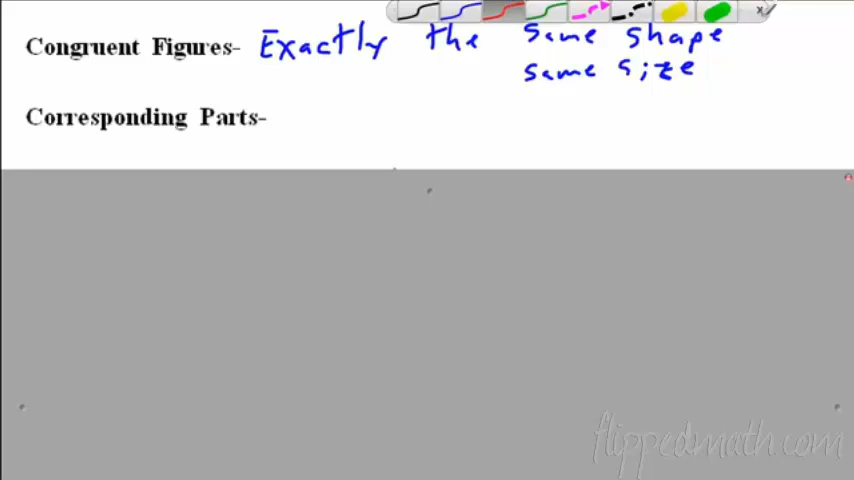 Congruent Figures- Exactly the same shape
same size
Corresponding Parts-
flippedmath.com